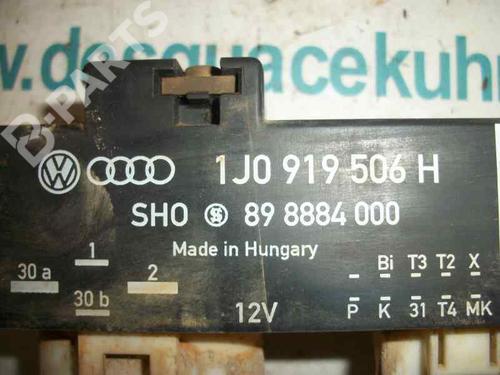 www.desguacekuhn
B-PARTS
1J0 919 506 H
SHO 89 8884 000
Made in Hungary
30 a 1 2 - Bi T3 T2 X
30 b 12V P K 31 T4 MK